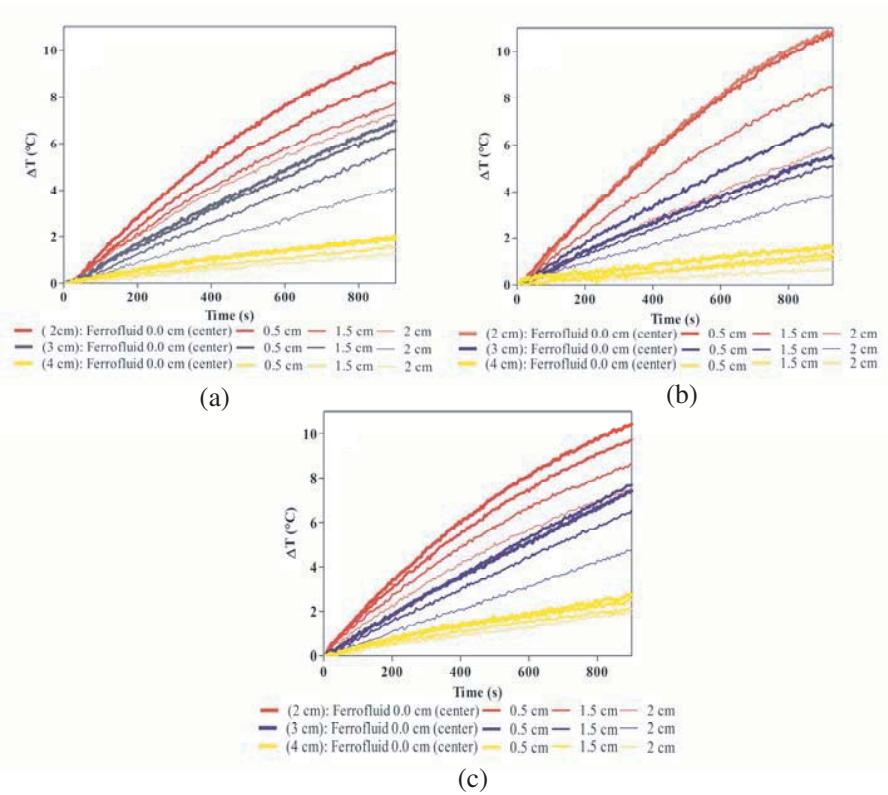 10
8
6
4
2
0
ΔT (°C)
0 200 400 600 800
Time (s)
(2cm): Ferrofluid 0.0 cm (center) 0.5 cm 1.5 cm 2 cm
(3 cm): Ferrofluid 0.0 cm (center) 0.5 cm 1.5 cm 2 cm
(4 cm): Ferrofluid 0.0 cm (center) 0.5 cm 1.5 cm 2 cm
(a)
10
8
6
4
2
0
ΔT (°C)
0 200 400 600 800
Time (s)
(2 cm): Ferrofluid 0.0 cm (center) 0.5 cm 1.5 cm 2 cm
(3 cm): Ferrofluid 0.0 cm (center) 0.5 cm 1.5 cm 2 cm
(4 cm): Ferrofluid 0.0 cm (center) 0.5 cm 1.5 cm 2 cm
(b)
10
8
6
4
2
0
ΔT (°C)
0 200 400 600 800
Time (s)
(2 cm): Ferrofluid 0.0 cm (center) 0.5 cm 1.5 cm 2 cm
(3 cm): Ferrofluid 0.0 cm (center) 0.5 cm 1.5 cm 2 cm
(4 cm): Ferrofluid 0.0 cm (center) 0.5 cm 1.5 cm 2 cm
(c)